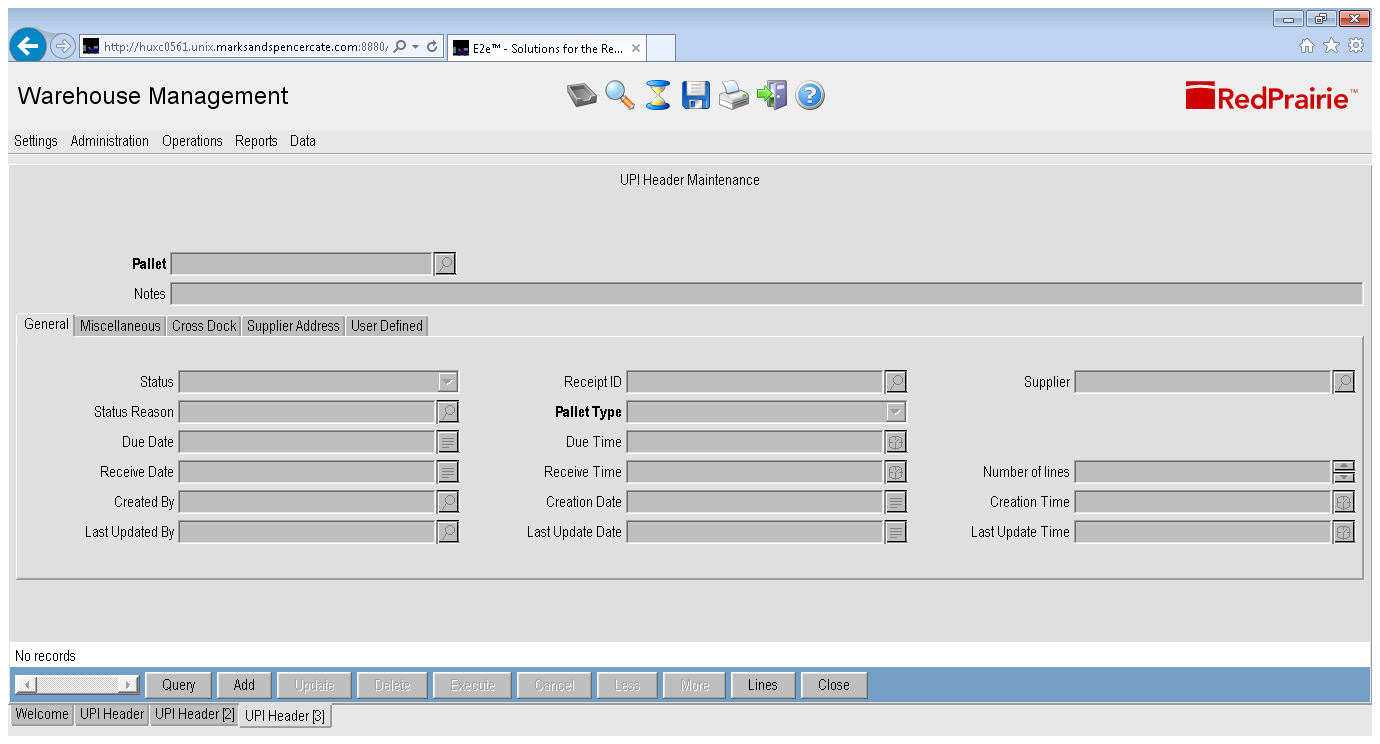 http://huxc0561.unix.marksandspencercate.com:8880/
E2e™ - Solutions for the Re...
Warehouse Management
RedPrairie™
Settings Administration Operations Reports Data
UPI Header Maintenance
Pallet
Notes
General Miscellaneous Cross Dock Supplier Address User Defined
Status Receipt ID Supplier
Status Reason Pallet Type
Due Date Due Time
Receive Date Receive Time Number of lines
Created By Creation Date Creation Time
Last Updated By Last Update Date Last Update Time
No records
Query Add Update Delete Execute Cancel Less More Lines Close
Welcome UPI Header UPI Header [2] UPI Header [3]